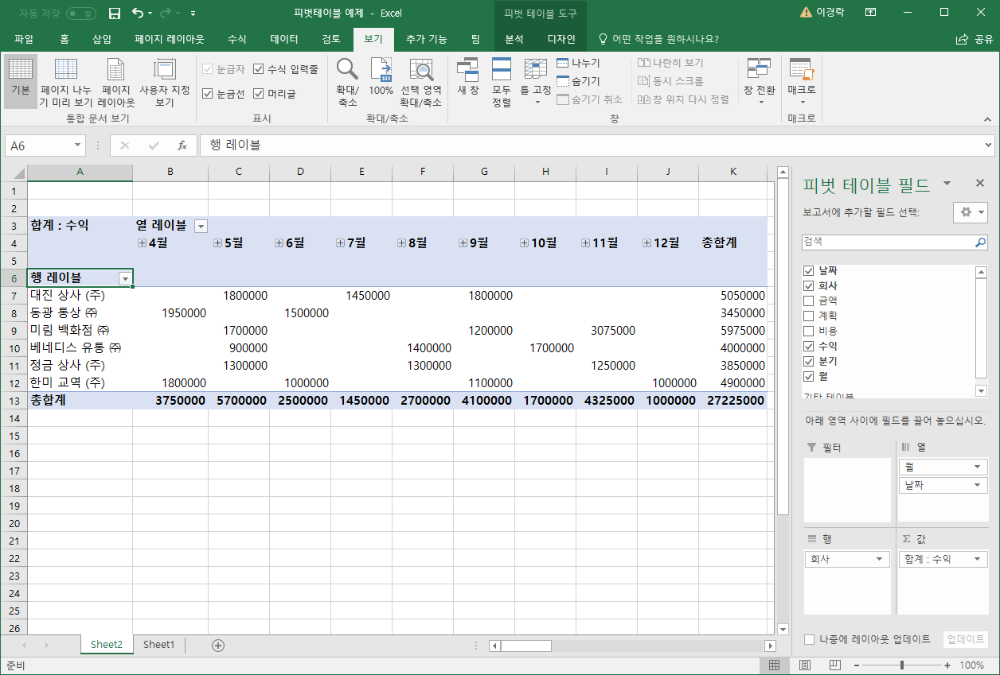 자동 저장 공
피벗테이블 예제 - Excel
피벗 테이블 도구
이경락
파일 홈 삽입 페이지 레이아웃 수식 데이터 검토 보기 추가 기능 팀 분석 디자인 어떤 작업을 원하시나요? 공유
기본
페이지 나누기 미리 보기
페이지 레이아웃
사용자 지정 보기
통합 문서 보기
눈금자 수식 입력줄
눈금선 머리글
표시
확대/축소
100%
선택 영역 확대/축소
확대/축소
새 창
모두 정렬
틀 고정
나누기
숨기기
숨기기 취소
나란히 보기
동시 스크롤
창 위치 다시 정렬
창 전환
창
매크로
매크로
A6 fx 행 레이블
A B C D E F G H I J K
1
2
3 합계 : 수익 열 레이블
4 4월 5월 6월 7월 8월 9월 10월 11월 12월 총합계
5
6 행 레이블
7 대진 상사 (주) 1800000 1450000 1800000 5050000
8 동광 통상 ㈜ 1950000 1500000 3450000
9 미림 백화점 ㈜ 1700000 1200000 3075000 5975000
10 베네디스 유통 ㈜ 900000 1400000 1700000 4000000
11 정금 상사 (주) 1300000 1300000 1250000 3850000
12 한미 교역 (주) 1800000 1000000 1100000 1000000 4900000
13 총합계 3750000 5700000 2500000 1450000 2700000 4100000 1700000 4325000 1000000 27225000
14
15
16
17
18
19
20
21
22
23
24
25
26
피벗 테이블 필드
보고서에 추가할 필드 선택:
검색
날짜
회사
금액
계획
비용
수익
분기
월
기타 테이블
아래 영역 사이에 필드를 끌어 놓으십시오.
필터
열
월
날짜
행
회사
Σ 값
합계 : 수익
나중에 레이아웃 업데이트 업데이트
Sheet2 Sheet1
준비
100%